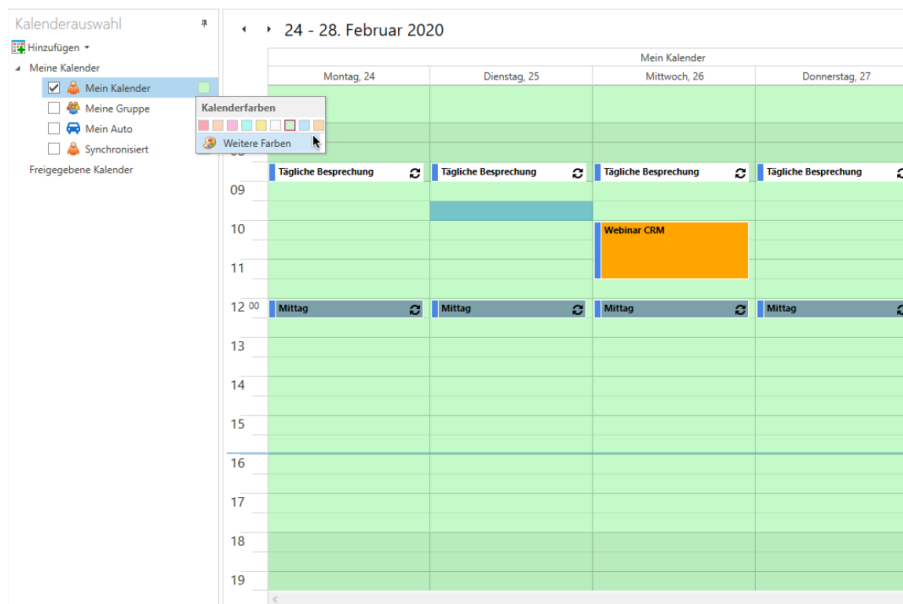 Kalenderauswahl
Hinzufügen
Meine Kalender
Mein Kalender
Meine Gruppe
Mein Auto
Synchronisiert
Freigegebene Kalender
Kalenderfarben
Weitere Farben
24 - 28. Februar 2020
Mein Kalender
Montag, 24 Dienstag, 25 Mittwoch, 26 Donnerstag, 27
Tägliche Besprechung Tägliche Besprechung Tägliche Besprechung Tägliche Besprechung
09
10 Webinar CRM
11
12 00 Mittag Mittag Mittag Mittag
13
14
15
16
17
18
19